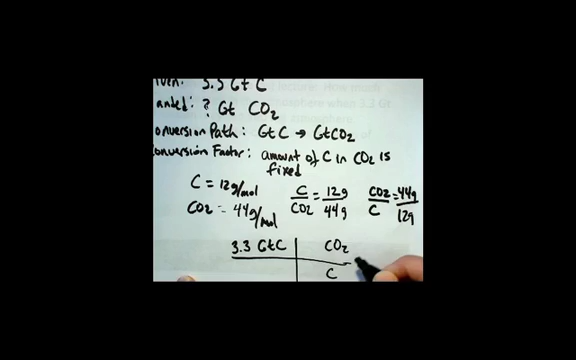 3.3 Gt C
? Gt CO2
Conversion Path: Gt C → Gt CO2
Conversion Factor: amount of C in CO2 is
fixed
C = 12g/mol C/CO2 = 12g/44g CO2/C = 44g/12g
CO2 = 44g/mol
3.3 GtC | CO2
C